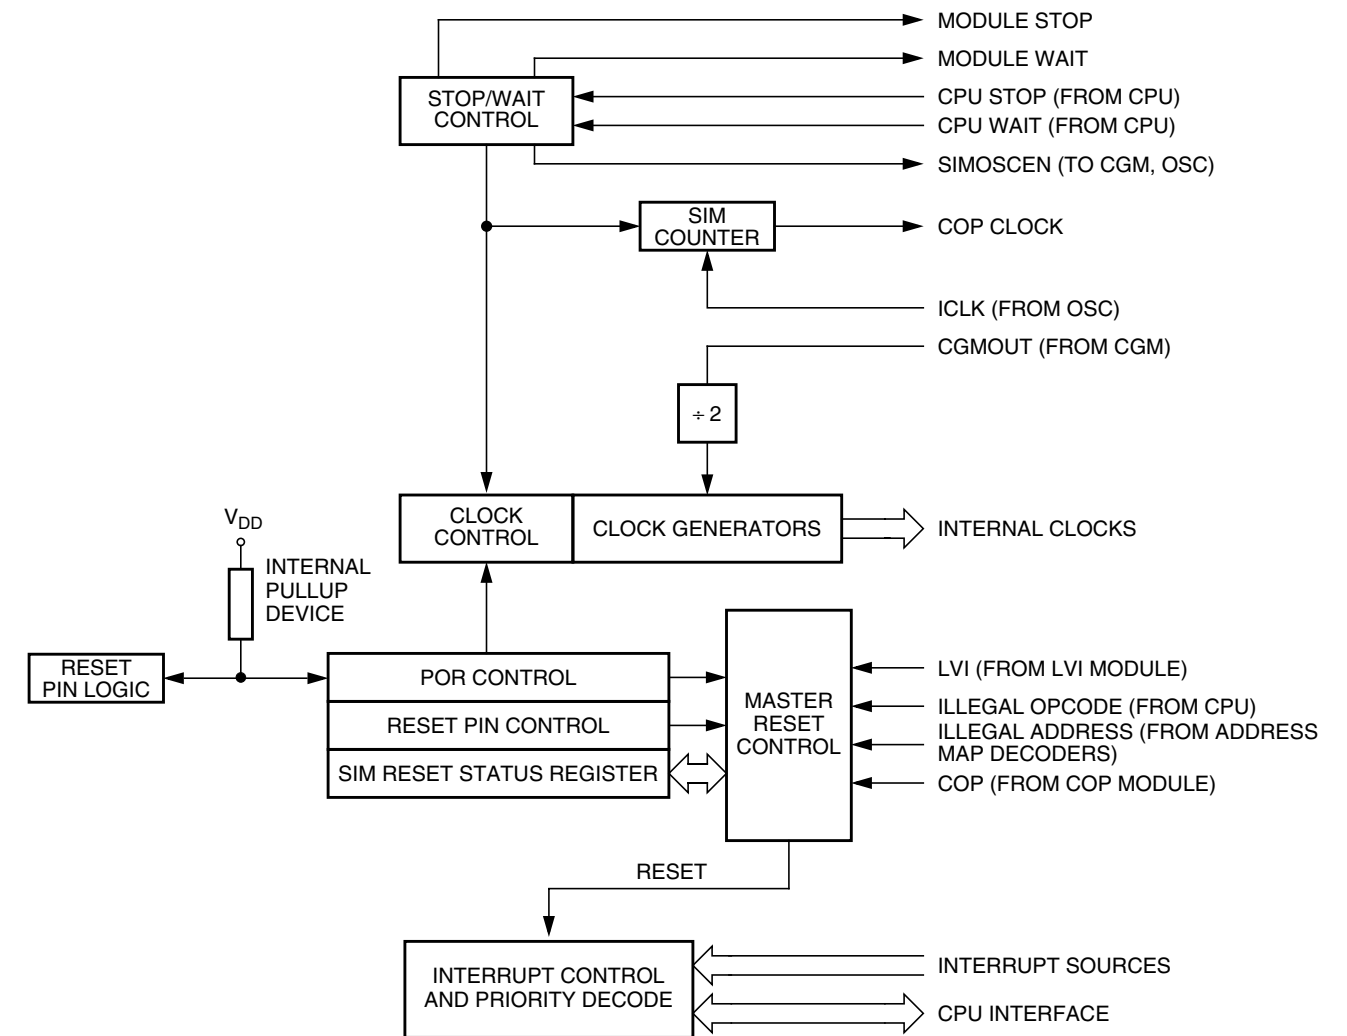 MODULE STOP
MODULE WAIT
STOP/WAIT
CONTROL
CPU STOP (FROM CPU)
CPU WAIT (FROM CPU)
SIMOSCEN (TO CGM, OSC)
SIM
COUNTER
COP CLOCK
ICLK (FROM OSC)
CGMOUT (FROM CGM)
÷ 2
CLOCK
CONTROL
CLOCK GENERATORS
INTERNAL CLOCKS
VDD
INTERNAL
PULLUP
DEVICE
RESET
PIN LOGIC
POR CONTROL
RESET PIN CONTROL
SIM RESET STATUS REGISTER
MASTER
RESET
CONTROL
LVI (FROM LVI MODULE)
ILLEGAL OPCODE (FROM CPU)
ILLEGAL ADDRESS (FROM ADDRESS
MAP DECODERS)
COP (FROM COP MODULE)
RESET
INTERRUPT CONTROL
AND PRIORITY DECODE
INTERRUPT SOURCES
CPU INTERFACE